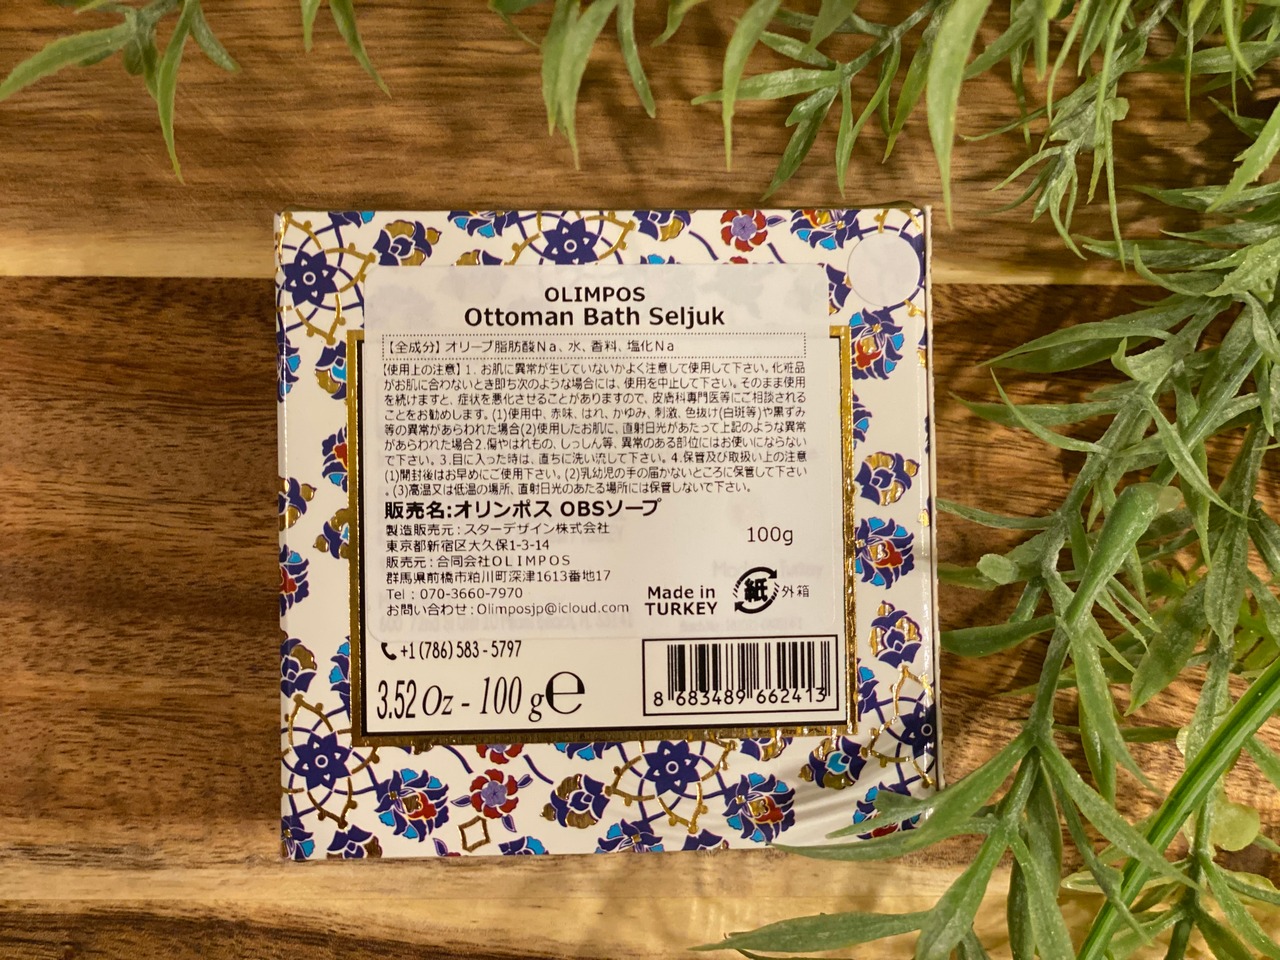 OLIMPOS
Ottoman Bath Seljuk
【全成分】オリーブ脂肪酸Na、水、香料、塩化Na
【使用上の注意】1．お肌に異常が生じていないかよく注意して使用して下さい。化粧品
がお肌に合わないとき即ち次のような場合には、使用を中止して下さい。そのまま使用
を続けますと、症状を悪化させることがありますので、皮膚科専門医等にご相談される
ことをお勧めします。(1)使用中、赤味、はれ、かゆみ、刺激、色抜け(白斑等)や黒ずみ
等の異常があらわれた場合(2)使用したお肌に、直射日光があたって上記のような異常
があらわれた場合2.傷やはれもの、しっしん等、異常のある部位にはお使いにならない
で下さい。3.目に入った時は、直ちに洗い流して下さい。4.保管及び取扱い上の注意
(1)開封後はお早めにご使用下さい。(2)乳幼児の手の届かないところに保管して下さい
。(3)高温又は低温の場所、直射日光のあたる場所には保管しないで下さい。
販売名:オリンポス OBSソープ
製造販売元：スターデザイン株式会社
東京都新宿区大久保1-3-14
販売元：合同会社OLIMPOS
群馬県前橋市粕川町深津1613番地17
Tel：070-3660-7970
お問い合わせ：Olimposjp@icloud.com
100g
Made in
TURKEY
紙 外箱
+1 (786) 583 - 5797
3.52 Oz - 100 g ℮
8 683489 662413